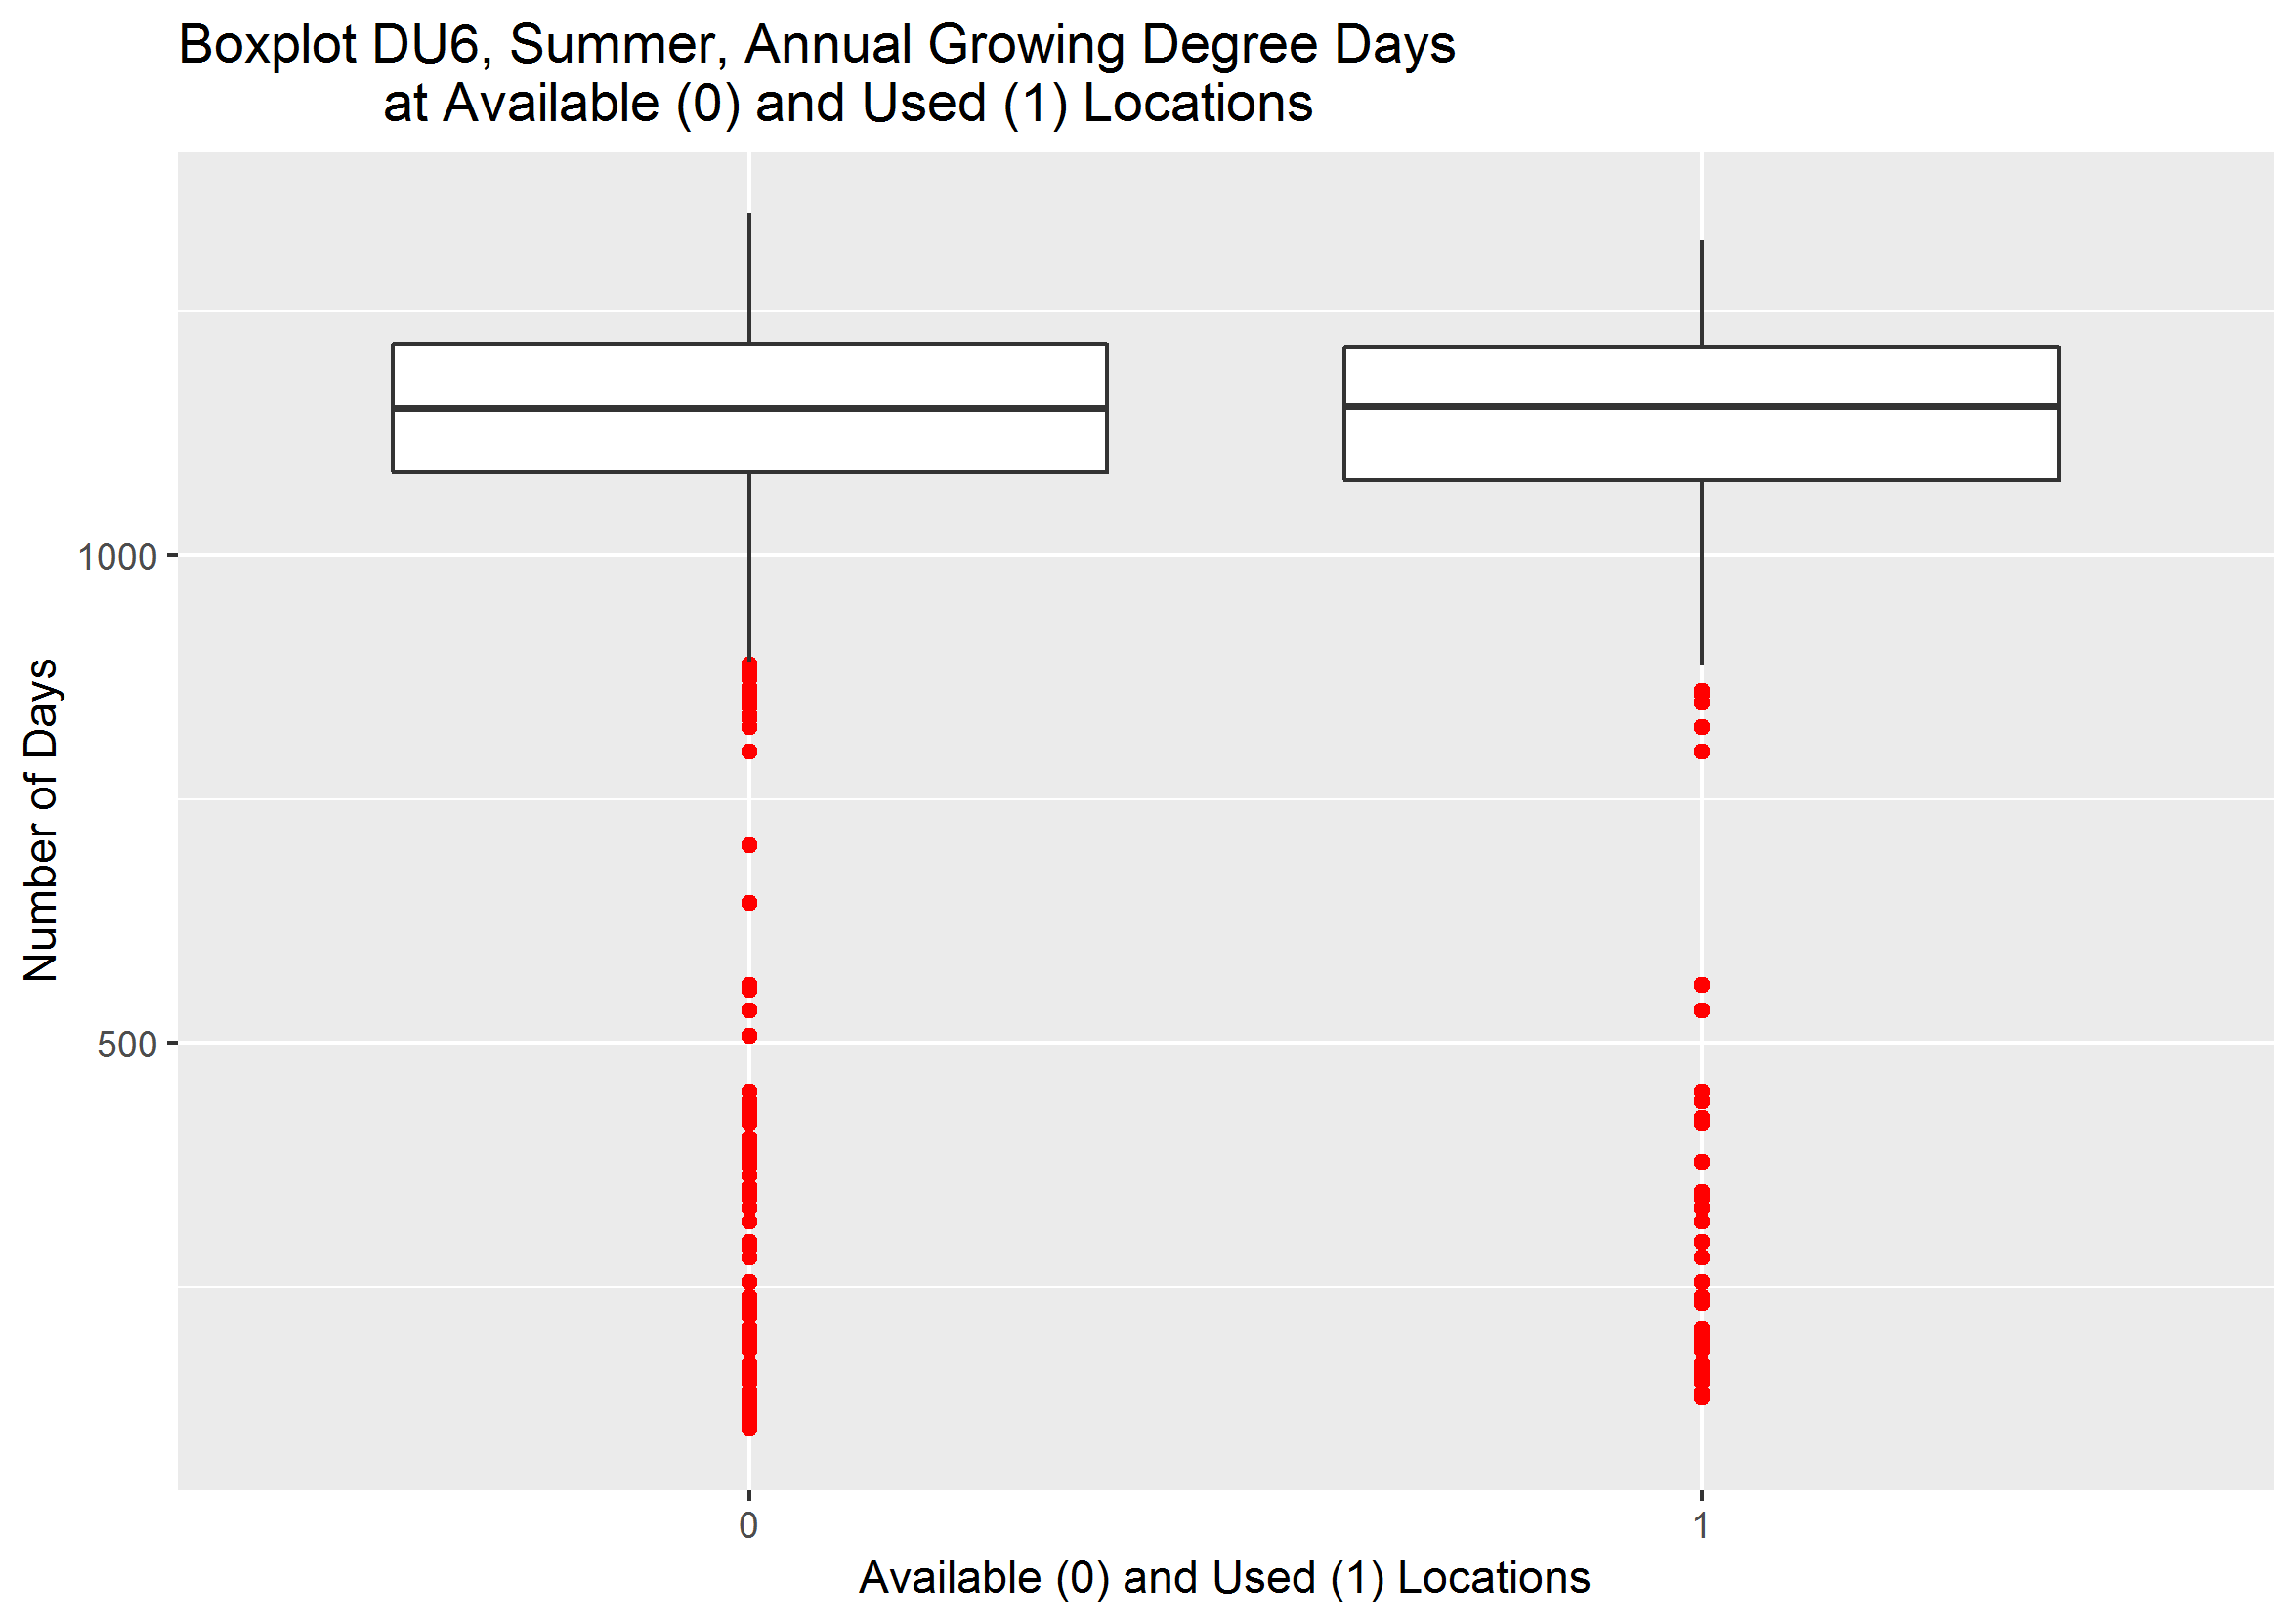 Boxplot DU6, Summer, Annual Growing Degree Days
at Available (0) and Used (1) Locations
Number of Days
1000
500
0
1
Available (0) and Used (1) Locations